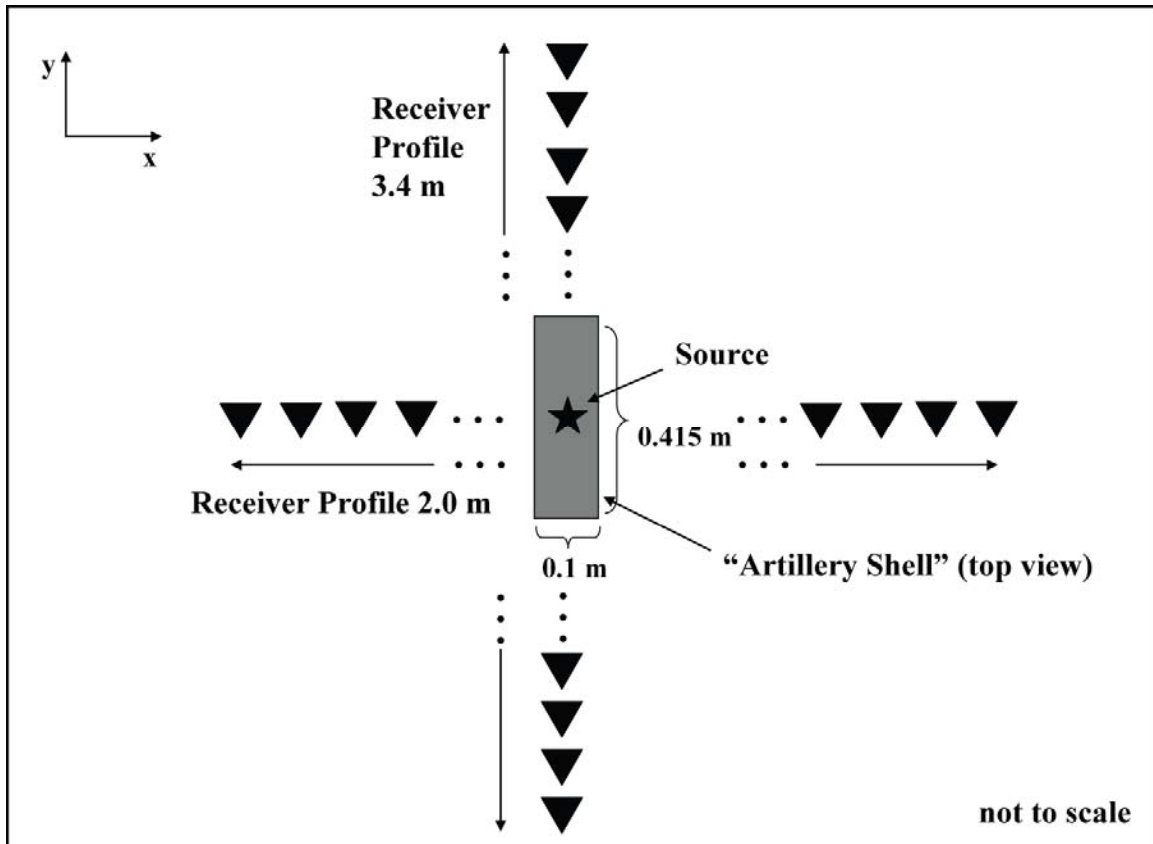 y
x
Receiver
Profile
3.4 m
Source
0.415 m
Receiver Profile 2.0 m
0.1 m
“Artillery Shell” (top view)
not to scale